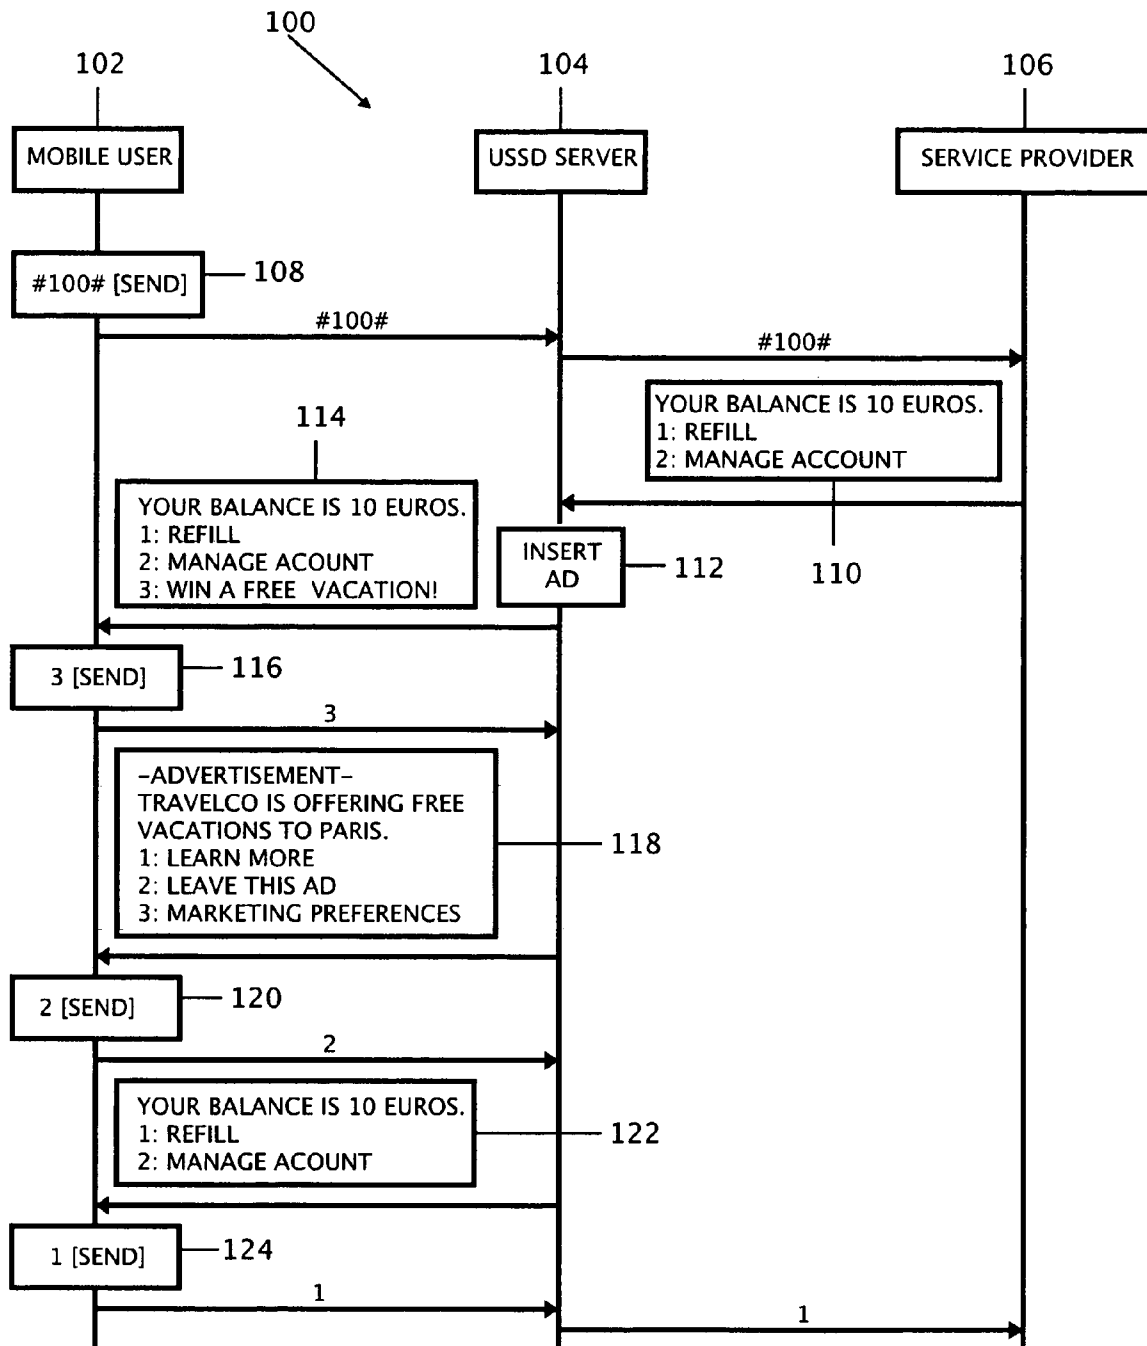 100
102
104
106
MOBILE USER
USSD SERVER
SERVICE PROVIDER
#100# [SEND]
108
#100#
#100#
YOUR BALANCE IS 10 EUROS.
1: REFILL
2: MANAGE ACCOUNT
110
114
YOUR BALANCE IS 10 EUROS.
1: REFILL
2: MANAGE ACOUNT
3: WIN A FREE VACATION!
INSERT
AD
112
3 [SEND]
116
3
-ADVERTISEMENT-
TRAVELCO IS OFFERING FREE
VACATIONS TO PARIS.
1: LEARN MORE
2: LEAVE THIS AD
3: MARKETING PREFERENCES
118
2 [SEND]
120
2
YOUR BALANCE IS 10 EUROS.
1: REFILL
2: MANAGE ACOUNT
122
1 [SEND]
124
1
1